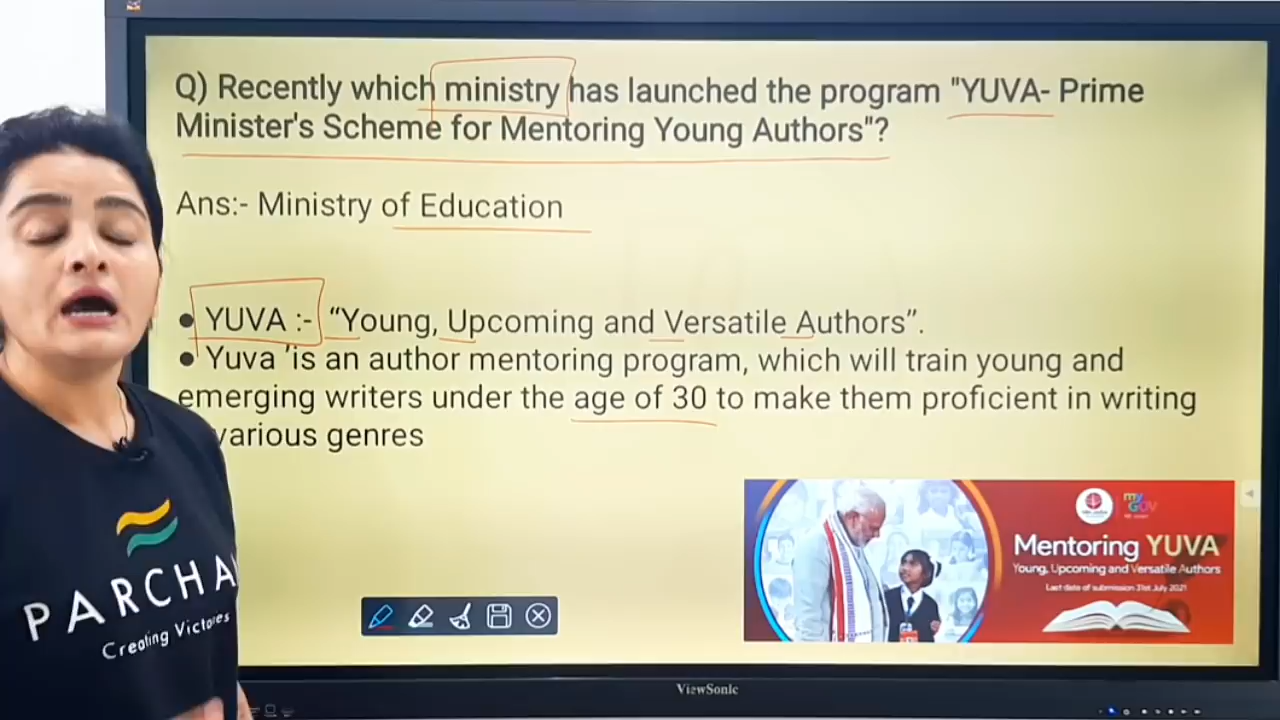 Q) Recently which ministry has launched the program "YUVA- Prime
Minister's Scheme for Mentoring Young Authors"?
Ans:- Ministry of Education
● YUVA :- “Young, Upcoming and Versatile Authors”.
● Yuva 'is an author mentoring program, which will train young and
emerging writers under the age of 30 to make them proficient in writing
various genres
my
GOV
Mentoring YUVA
Young, Upcoming and Versatile Authors
Last date of submission 31st July 2021
PARCHA
Creating Victories
ViewSonic